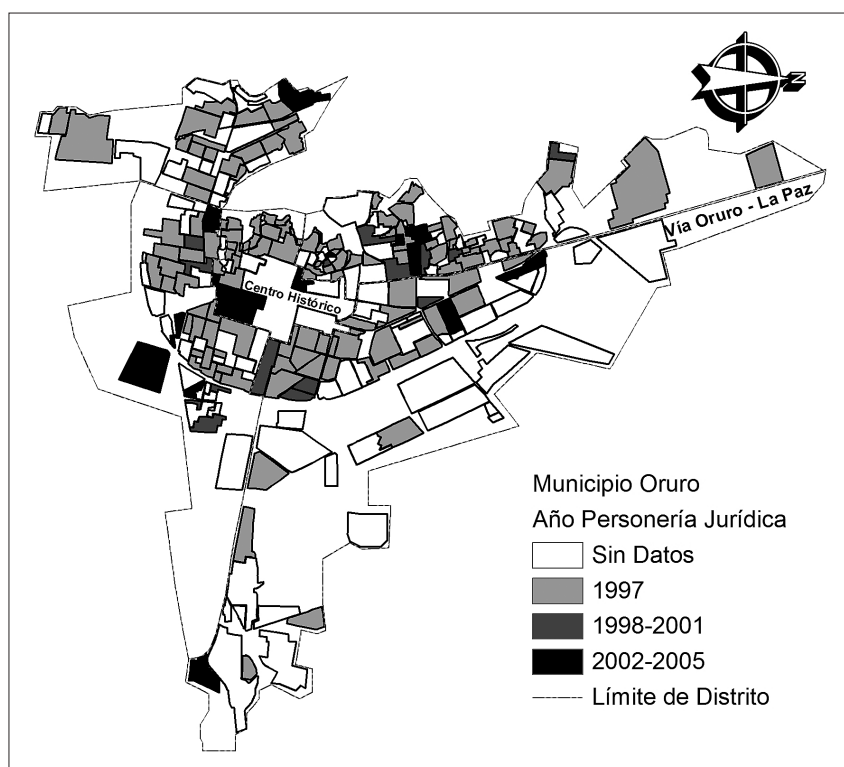 N
Vía Oruro - La Paz
Centro Histórico
Municipio Oruro
Año Personería Jurídica
Sin Datos
1997
1998-2001
2002-2005
Límite de Distrito